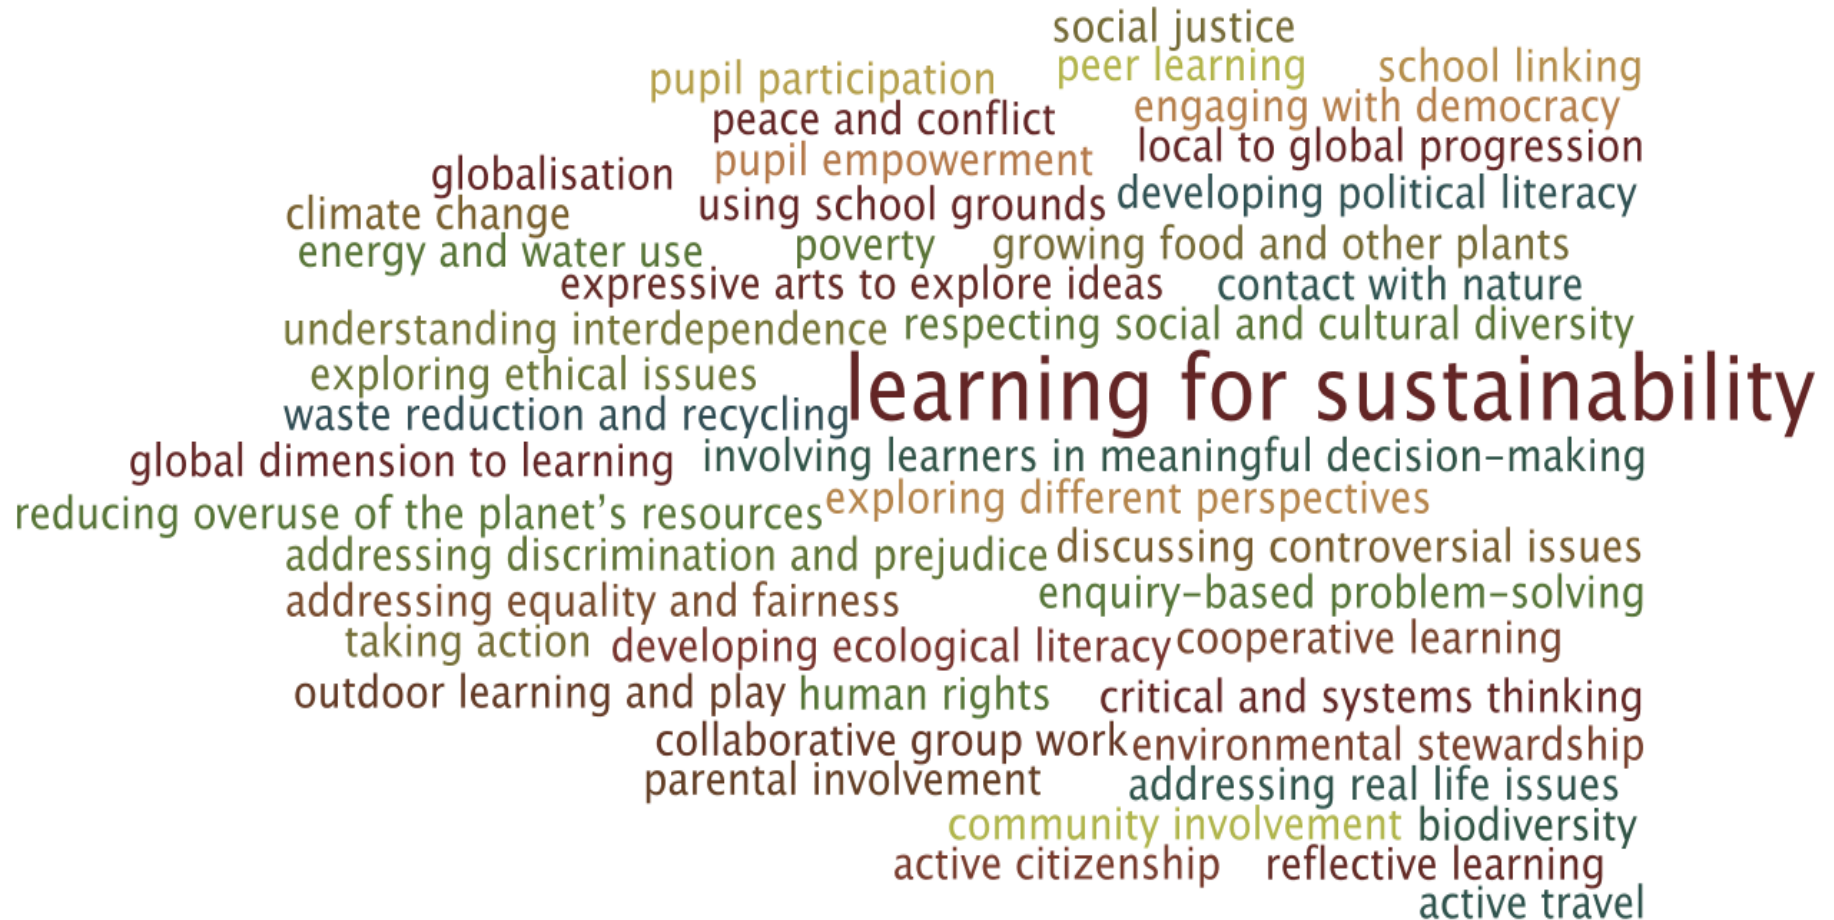 social justice
pupil participation
peer learning
school linking
peace and conflict
engaging with democracy
globalisation
pupil empowerment
local to global progression
climate change
using school grounds
developing political literacy
energy and water use
poverty
growing food and other plants
expressive arts to explore ideas
contact with nature
understanding interdependence
respecting social and cultural diversity
exploring ethical issues
learning for sustainability
waste reduction and recycling
global dimension to learning
involving learners in meaningful decision-making
reducing overuse of the planet’s resources
exploring different perspectives
addressing discrimination and prejudice
discussing controversial issues
addressing equality and fairness
enquiry-based problem-solving
taking action
developing ecological literacy
cooperative learning
outdoor learning and play
human rights
critical and systems thinking
collaborative group work
environmental stewardship
parental involvement
addressing real life issues
community involvement
biodiversity
active citizenship
reflective learning
active travel